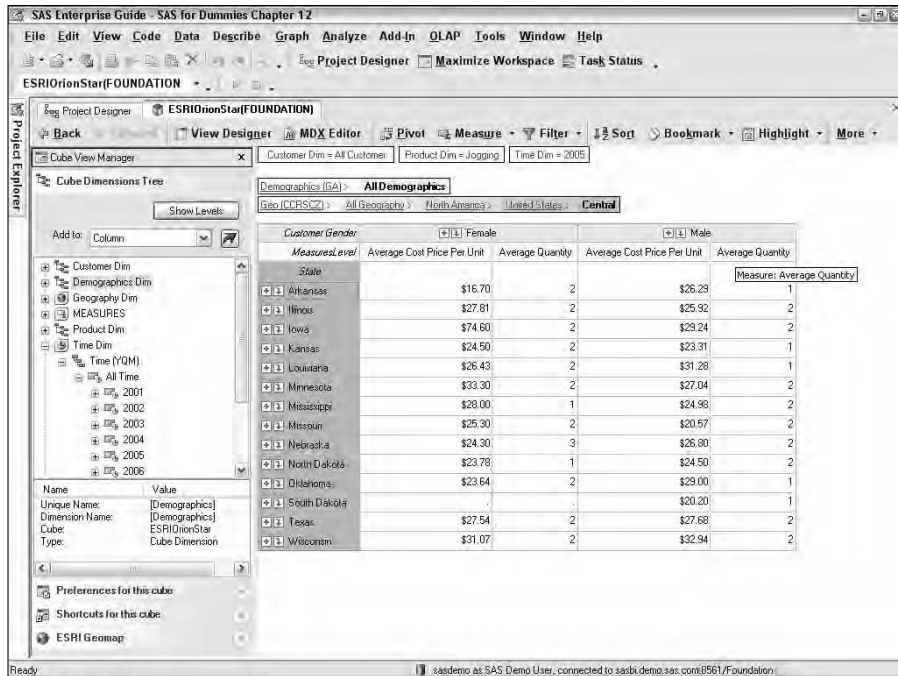 SAS Enterprise Guide - SAS for Dummies Chapter 12
File Edit View Code Data Describe Graph Analyze Add-In OLAP Tools Window Help
Project Designer Maximize Workspace Task Status
ESRIOrionStar(FOUNDATION
Project Explorer
Project Designer ESRIOrionStar(FOUNDATION)
Back View Designer MDX Editor Pivot Measure Filter Sort Bookmark Highlight More
Cube View Manager x
Customer Dim = All Customer Product Dim = Jogging Time Dim = 2005
Cube Dimensions Tree
Demographics (GA) > All Demographics
Show Levels
Geo (CCRSCZ) > All Geography > North America > United States > Central
Add to: Column
Customer Gender Female Male
MeasuresLevel Average Cost Price Per Unit Average Quantity Average Cost Price Per Unit Average Quantity
State
Measure: Average Quantity
Arkansas $16.70 2 $26.29 1
Illinois $27.81 2 $25.92 2
Iowa $74.60 2 $29.24 2
Kansas $24.50 2 $23.31 1
Louisiana $26.43 2 $31.28 1
Minnesota $33.30 2 $27.04 2
Mississippi $28.00 1 $24.98 2
Missouri $25.30 2 $20.57 2
Nebraska $24.30 3 $26.80 2
North Dakota $23.78 1 $24.50 2
Oklahoma $23.64 2 $29.00 1
South Dakota . . $20.20 1
Texas $27.54 2 $27.68 2
Wisconsin $31.07 2 $32.94 2
Customer Dim
Demographics Dim
Geography Dim
MEASURES
Product Dim
Time Dim
Time (YQM)
All Time
2001
2002
2003
2004
2005
2006
Name Value
Unique Name: [Demographics]
Dimension Name: [Demographics]
Cube: ESRIOrionStar
Type: Cube Dimension
Preferences for this cube
Shortcuts for this cube
ESRI Geomap
Ready
sasdemo as SAS Demo User, connected to sasbi.demo.sas.com:8561/Foundation